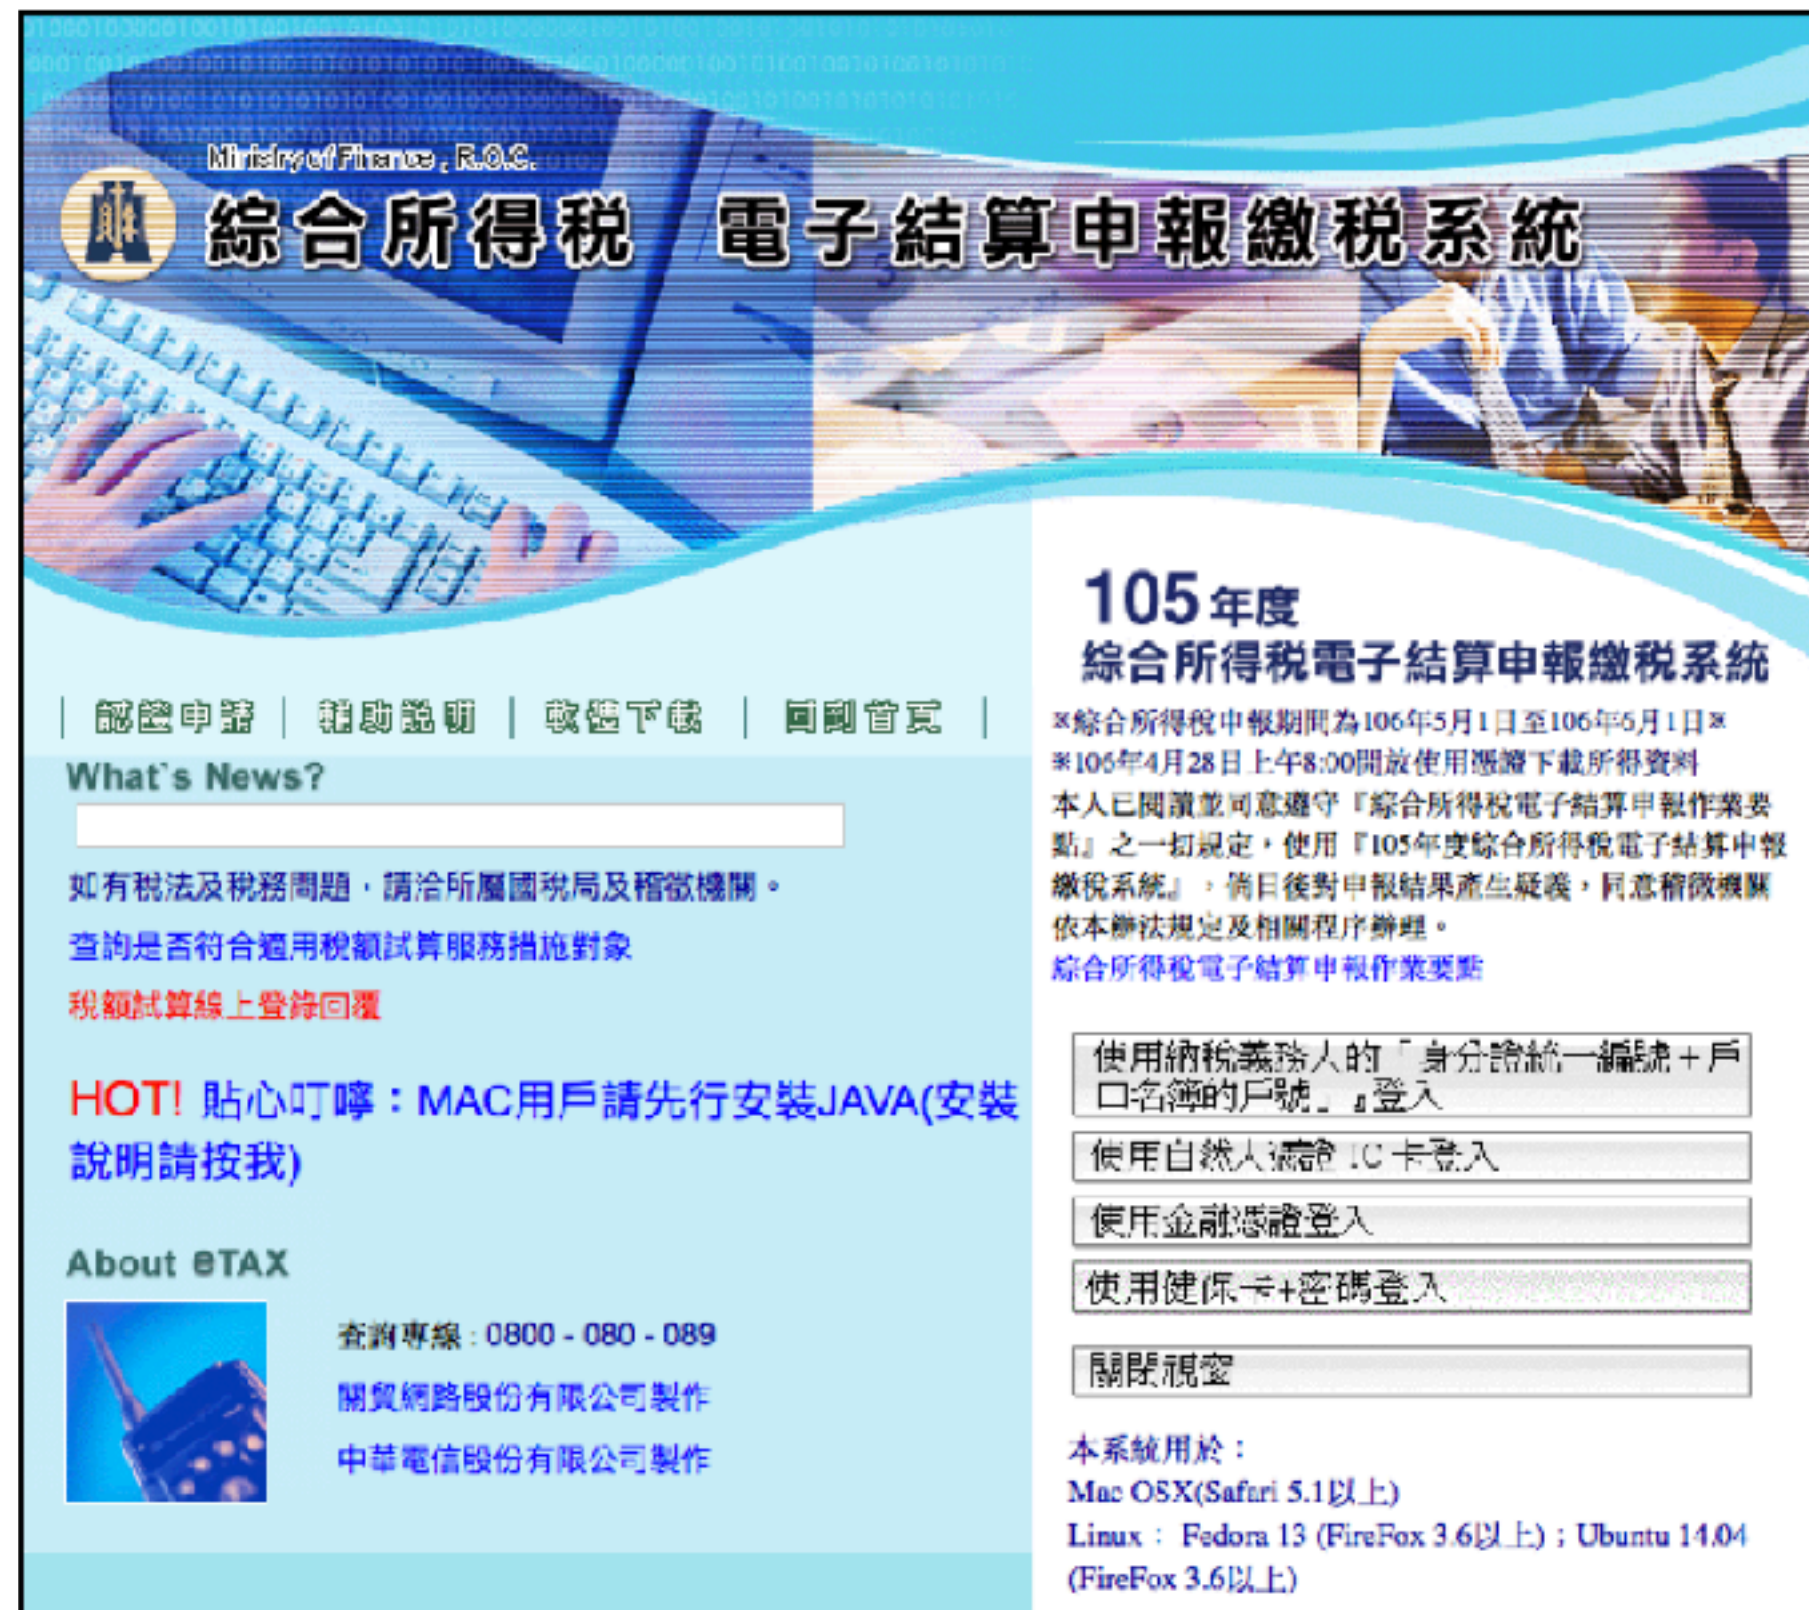 Ministry of Finance , R.O.C.
綜合所得稅 電子結算申報繳稅系統
105年度
綜合所得稅電子結算申報繳稅系統
| 認證申請 | 輔助說明 | 軟體下載 | 回到首頁 |
What's News?
如有稅法及稅務問題，請洽所屬國稅局及稽徵機關。
查詢是否符合適用稅額試算服務措施對象
稅額試算線上登錄回覆
HOT! 貼心叮嚀：MAC用戶請先行安裝JAVA(安裝
說明請按我)
About eTAX
查詢專線 : 0800 - 080 - 089
關貿網路股份有限公司製作
中華電信股份有限公司製作
※綜合所得稅申報期間為106年5月1日至106年6月1日※
※106年4月28日上午8:00開放使用憑證下載所得資料
本人已閱讀並同意遵守『綜合所得稅電子結算申報作業要
點』之一切規定，使用『105年度綜合所得稅電子結算申報
繳稅系統』，倘日後對申報結果產生疑義，同意稽徵機關
依本辦法規定及相關程序辦理。
綜合所得稅電子結算申報作業要點
使用納稅義務人的「身分證統一編號＋戶
口名簿的戶號」』登入
使用自然人憑證 IC 卡登入
使用金融憑證登入
使用健保卡+密碼登入
關閉視窗
本系統用於：
Mac OSX(Safari 5.1以上)
Linux： Fedora 13 (FireFox 3.6以上)；Ubuntu 14.04
(FireFox 3.6以上)